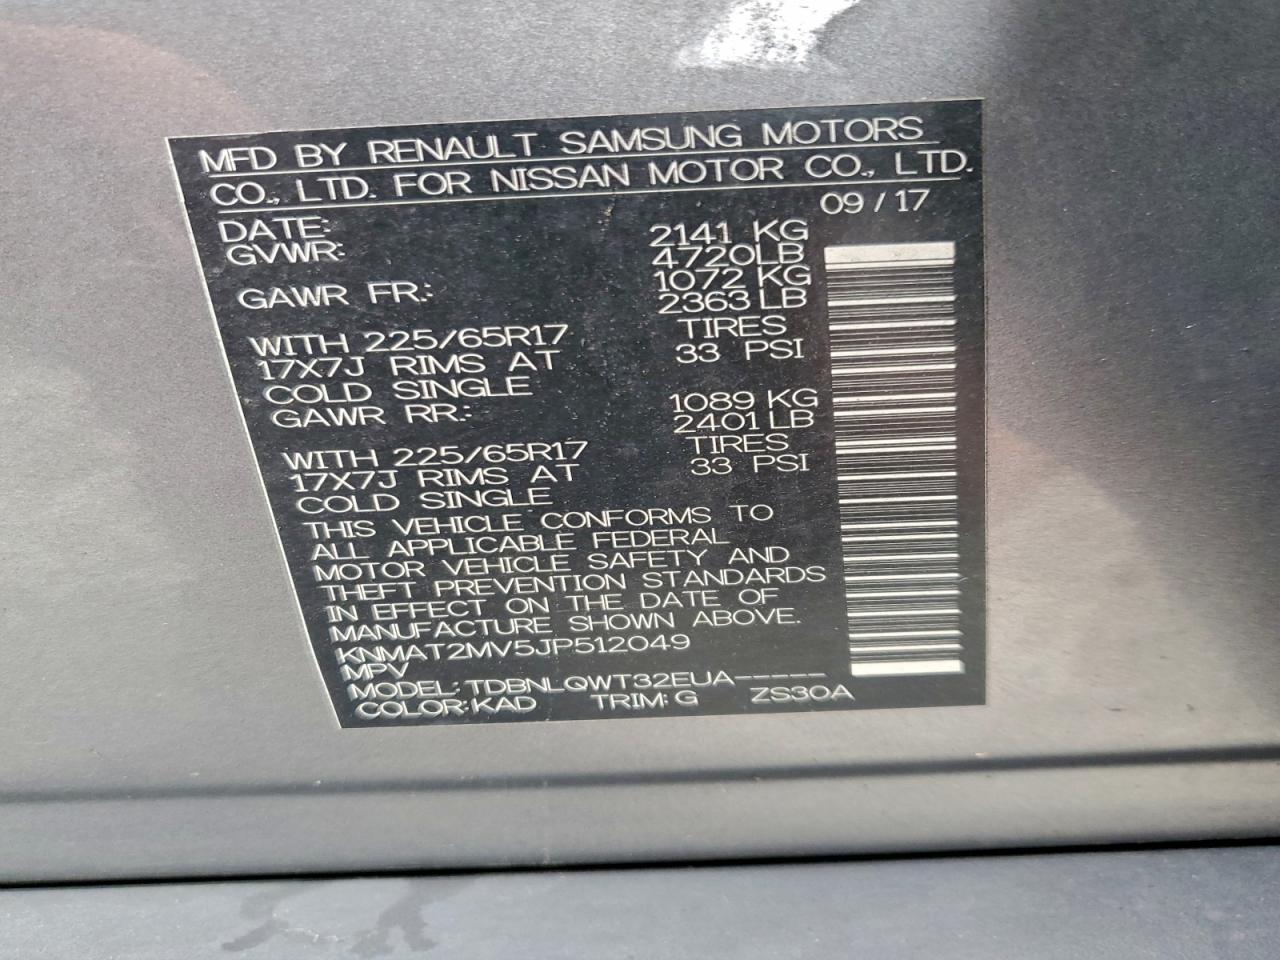 MFD BY RENAULT SAMSUNG MOTORS
CO., LTD. FOR NISSAN MOTOR CO., LTD.
DATE: 09 / 17
GVWR: 2141 KG
4720LB
GAWR FR.: 1072 KG
2363 LB
WITH 225/65R17 TIRES
17X7J RIMS AT 33 PSI
COLD SINGLE
GAWR RR.: 1089 KG
2401 LB
WITH 225/65R17 TIRES
17X7J RIMS AT 33 PSI
COLD SINGLE
THIS VEHICLE CONFORMS TO
ALL APPLICABLE FEDERAL
MOTOR VEHICLE SAFETY AND
THEFT PREVENTION STANDARDS
IN EFFECT ON THE DATE OF
MANUFACTURE SHOWN ABOVE.
KNMAT2MV5JP512049
MPV
MODEL: TDBNLQWT32EUA-----
COLOR: KAD TRIM: G ZS30A